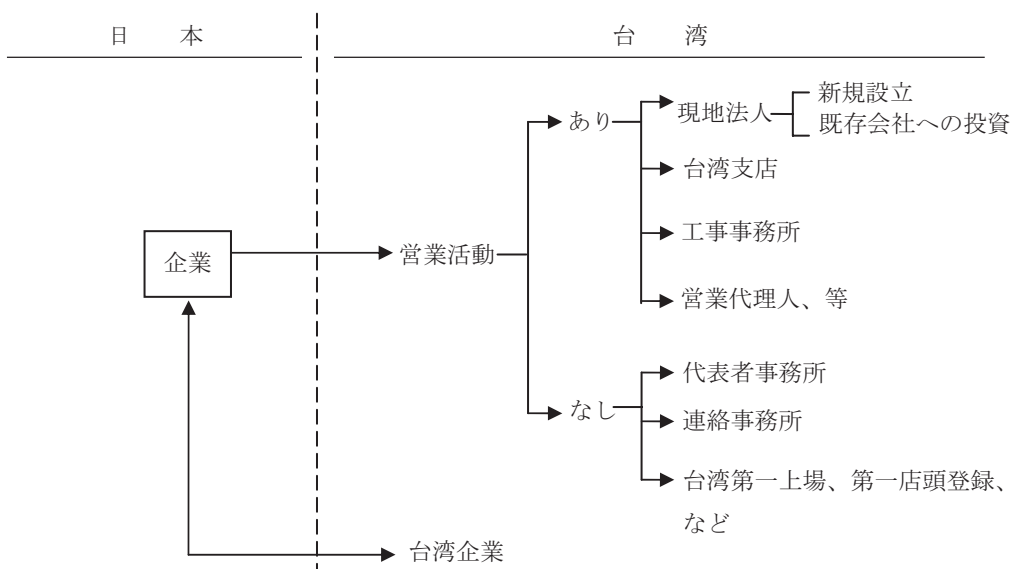 日　本
台　湾
新規設立
あり
現地法人
既存会社への投資
台湾支店
工事事務所
企業
営業活動
営業代理人、等
代表者事務所
なし
連絡事務所
台湾第一上場、第一店頭登録、
など
台湾企業